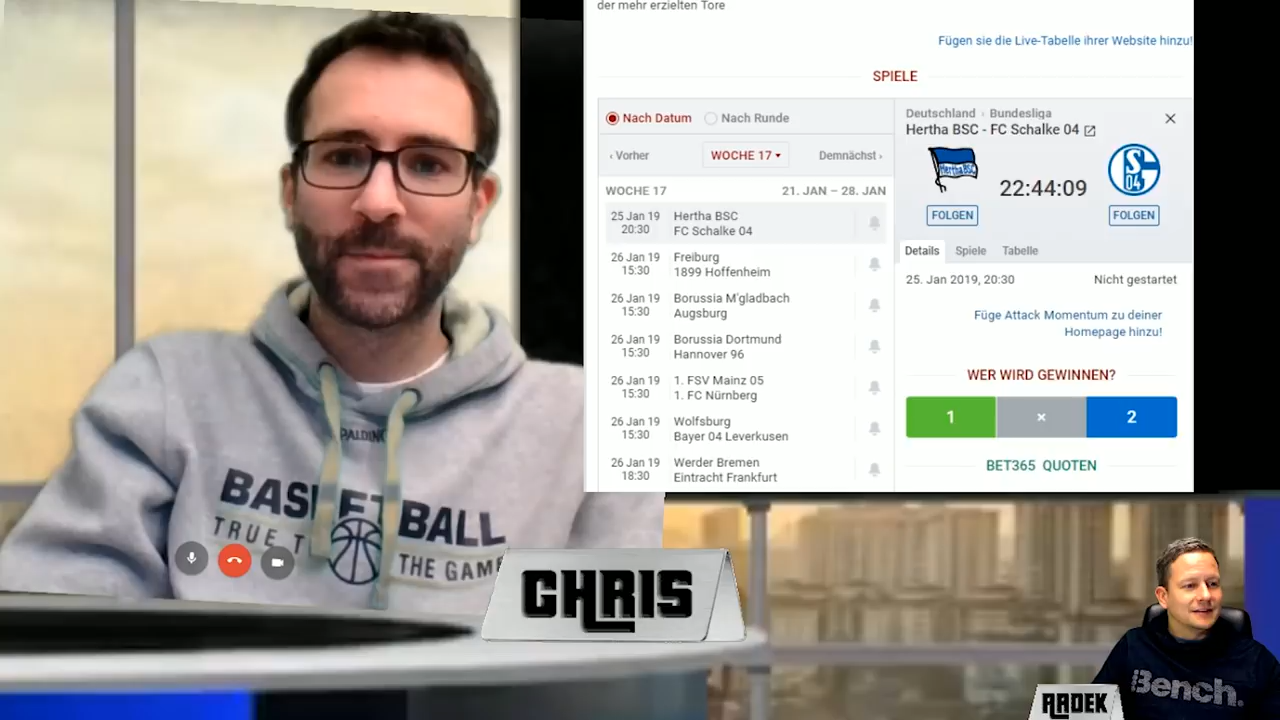 der mehr erzielten Tore
Fügen sie die Live-Tabelle ihrer Website hinzu!
SPIELE
Nach Datum
Nach Runde
‹ Vorher
WOCHE 17
Demnächst ›
WOCHE 17
21. JAN – 28. JAN
25 Jan 19
20:30
Hertha BSC
FC Schalke 04
26 Jan 19
15:30
Freiburg
1899 Hoffenheim
26 Jan 19
15:30
Borussia M'gladbach
Augsburg
26 Jan 19
15:30
Borussia Dortmund
Hannover 96
26 Jan 19
15:30
1. FSV Mainz 05
1. FC Nürnberg
26 Jan 19
15:30
Wolfsburg
Bayer 04 Leverkusen
26 Jan 19
18:30
Werder Bremen
Eintracht Frankfurt
Deutschland › Bundesliga
Hertha BSC - FC Schalke 04
Hertha BSC
S
04
22:44:09
FOLGEN
FOLGEN
Details
Spiele
Tabelle
25. Jan 2019, 20:30
Nicht gestartet
Füge Attack Momentum zu deiner
Homepage hinzu!
WER WIRD GEWINNEN?
1
×
2
BET365 QUOTEN
PALDING
BASKETBALL
TRUE T THE GAME
CHRIS
Bench.
RADEK